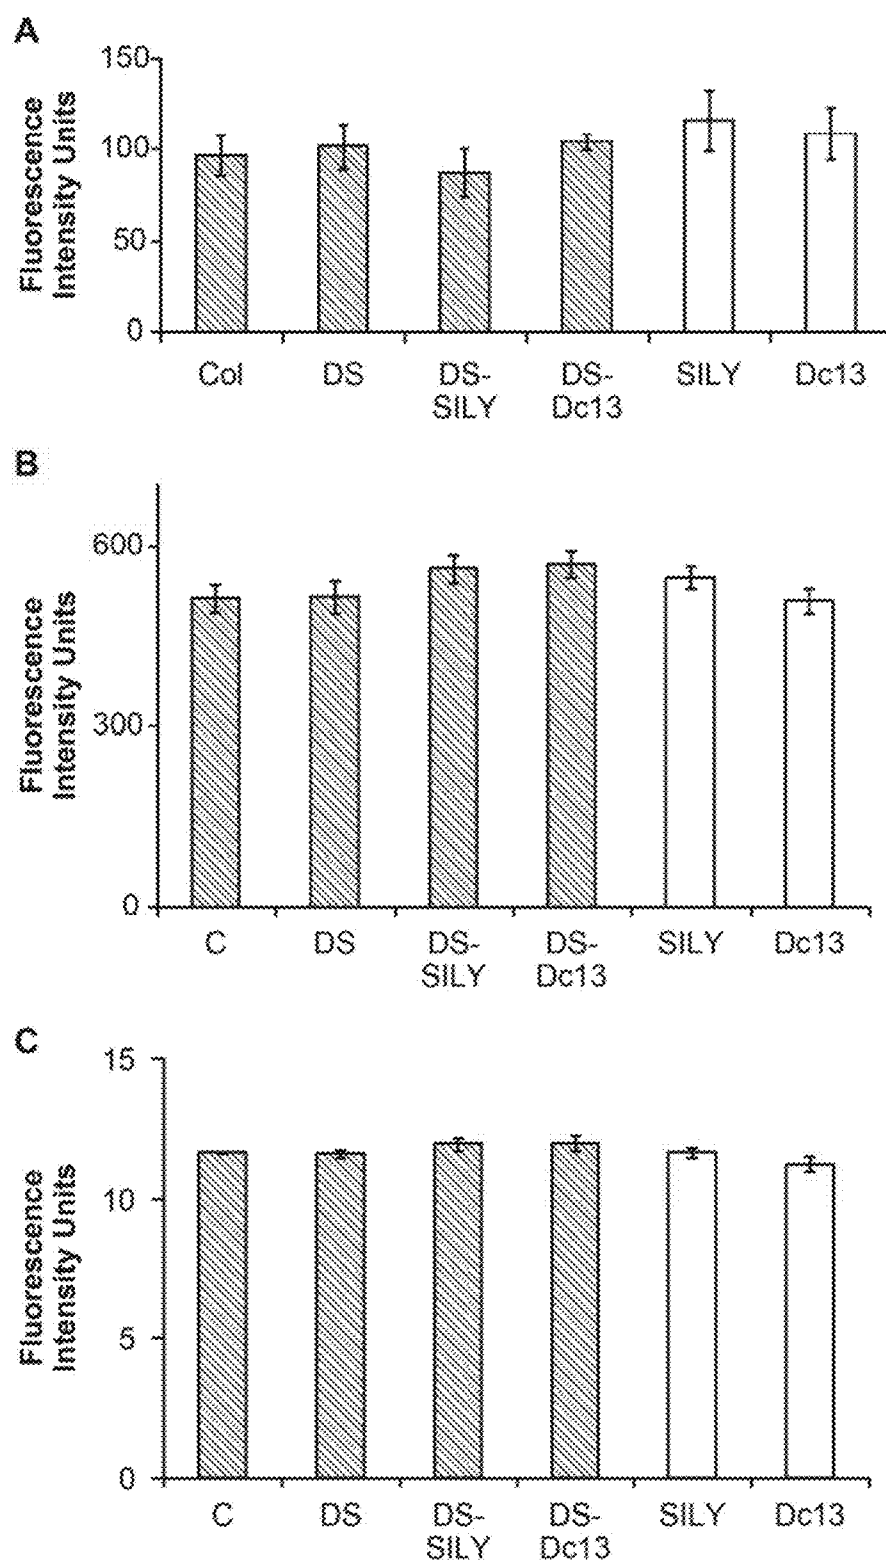 A
Fluorescence
Intensity Units
150
100
50
0
Col
DS
DS-
SILY
DS-
Dc13
SILY
Dc13
B
Fluorescence
Intensity Units
600
300
0
C
DS
DS-
SILY
DS-
Dc13
SILY
Dc13
C
Fluorescence
Intensity Units
15
10
5
0
C
DS
DS-
SILY
DS-
Dc13
SILY
Dc13